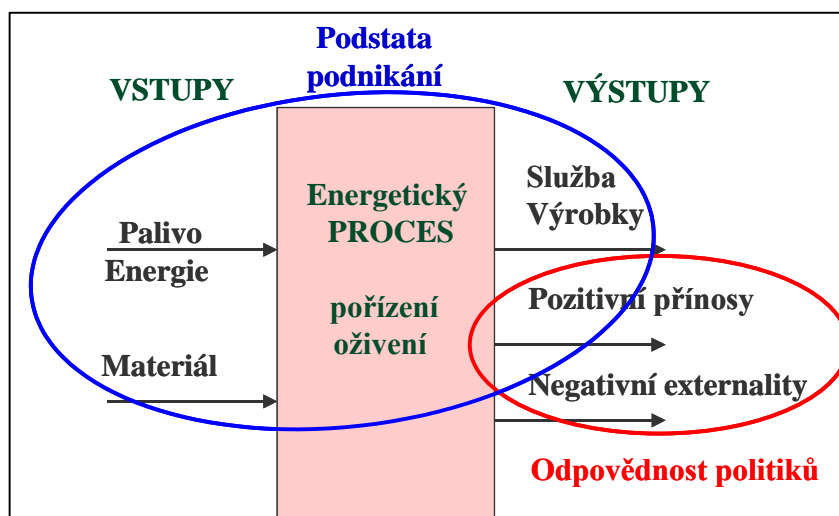 Podstata
podnikání
VSTUPY
VÝSTUPY
Energetický
PROCES
pořízení
oživení
Palivo
Energie
Materiál
Služba
Výrobky
Pozitivní přínosy
Negativní externality
Odpovědnost politiků